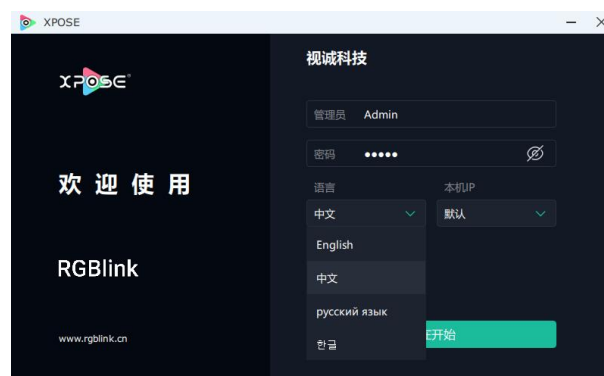 XPOSE
XPOSE®
欢迎使用
RGBlink
www.rgblink.cn
视诚科技
管理员 Admin
密码 •••••
语言 本机IP
中文 默认
English
中文
русский язык
한글
开始